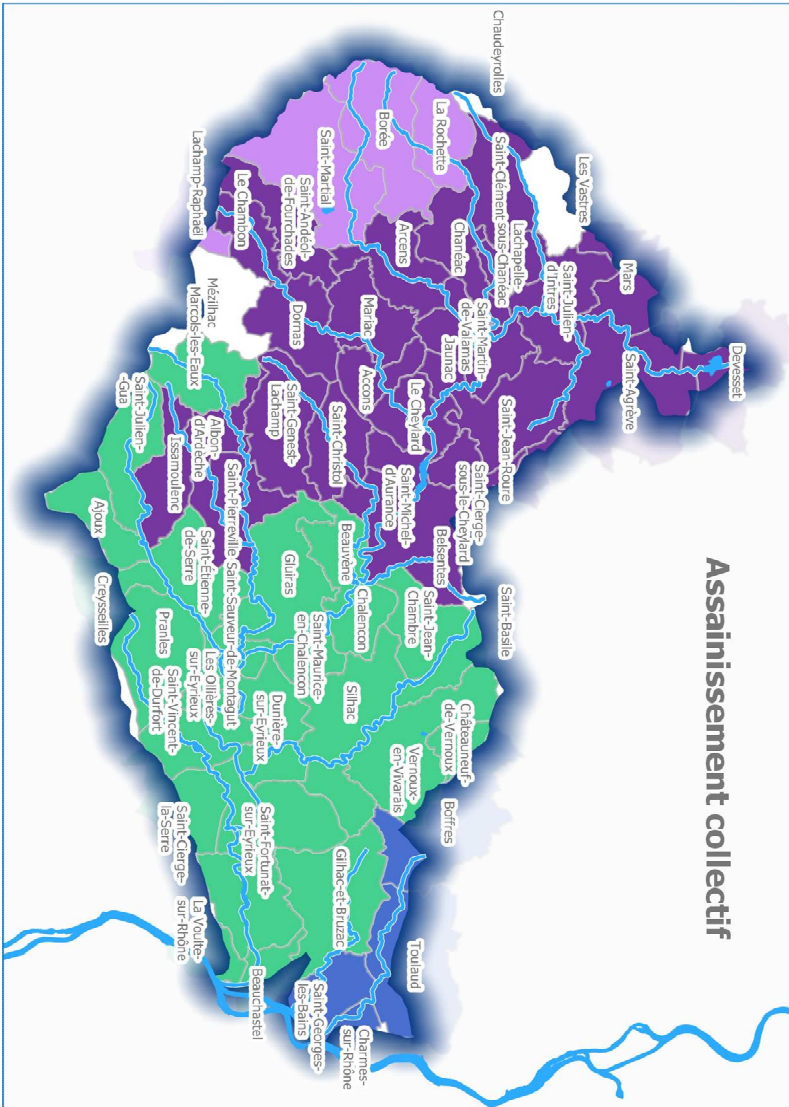 Assainissement collectif
Devesset
Saint-Agrève
Mars
Les Vastres
Saint-Julien-
d'Intres
Chaudeyrolles
Lachapelle-
sous-Chanéac
Saint-Clément
La Rochette
Chanéac
Saint-Martin-
de-Valamas
Saint-Jean-Roure
Jaunac
Borée
Arcens
Le Cheylard
Saint-Cierge-
sous-le-Cheylard
Mariac
Accons
Saint-Martial
Saint-Andéol-
de-Fourchades
Dornas
Saint-Michel-
d'Aurance
Belsentes
Saint-Basile
Saint-Christol
Saint-Jean-
Chambre
Le Chambon
Lachamp-Raphaël
Saint-Genest-
Lachamp
Beauvène
Chalencon
Mézilhac
Marcols-les-Eaux
Albon-
d'Ardèche
Saint-Pierreville
Gluiras
Saint-Maurice-
en-Chalencon
Silhac
Châteauneuf-
de-Vernoux
Vernoux-
en-Vivarais
Boffres
Saint-Julien-
-Gua
Issamoulenc
Saint-Étienne-
de-Serre
Saint-Sauveur-de-Montagut
Dunière-
sur-Eyrieux
Les Ollières-
sur-Eyrieux
Ajoux
Pranles
Creysseilles
Saint-Vincent-
de-Durfort
Saint-Fortunat-
sur-Eyrieux
Gilhac-et-Bruzac
Toulaud
Saint-Cierge-
la-Serre
La Voulte-
sur-Rhône
Beauchastel
Saint-Georges-
les-Bains
Charmes-
sur-Rhône